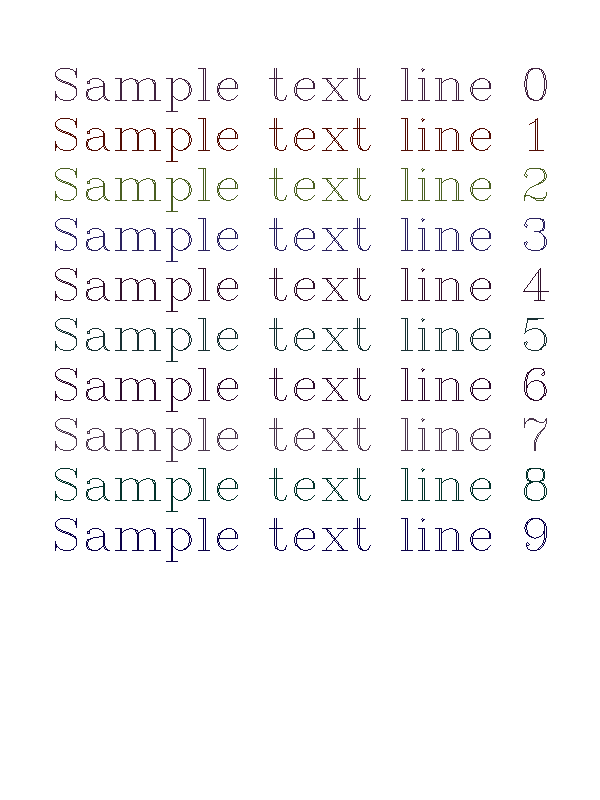 Sample text line 0
Sample text line 1
Sample text line 2
Sample text line 3
Sample text line 4
Sample text line 5
Sample text line 6
Sample text line 7
Sample text line 8
Sample text line 9